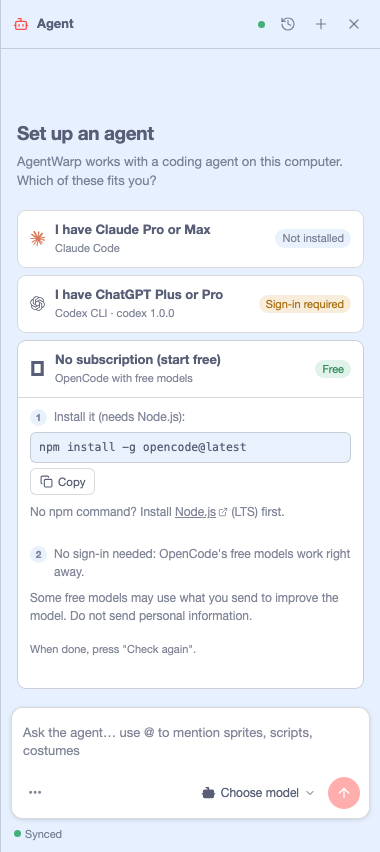 Agent
Set up an agent
AgentWarp works with a coding agent on this computer.
Which of these fits you?
I have Claude Pro or Max
Claude Code
Not installed
I have ChatGPT Plus or Pro
Codex CLI · codex 1.0.0
Sign-in required
No subscription (start free)
OpenCode with free models
Free
1 Install it (needs Node.js):
npm install -g opencode@latest
Copy
No npm command? Install Node.js (LTS) first.
2 No sign-in needed: OpenCode's free models work right
away.
Some free models may use what you send to improve the
model. Do not send personal information.
When done, press "Check again".
Ask the agent… use @ to mention sprites, scripts,
costumes
Choose model
Synced